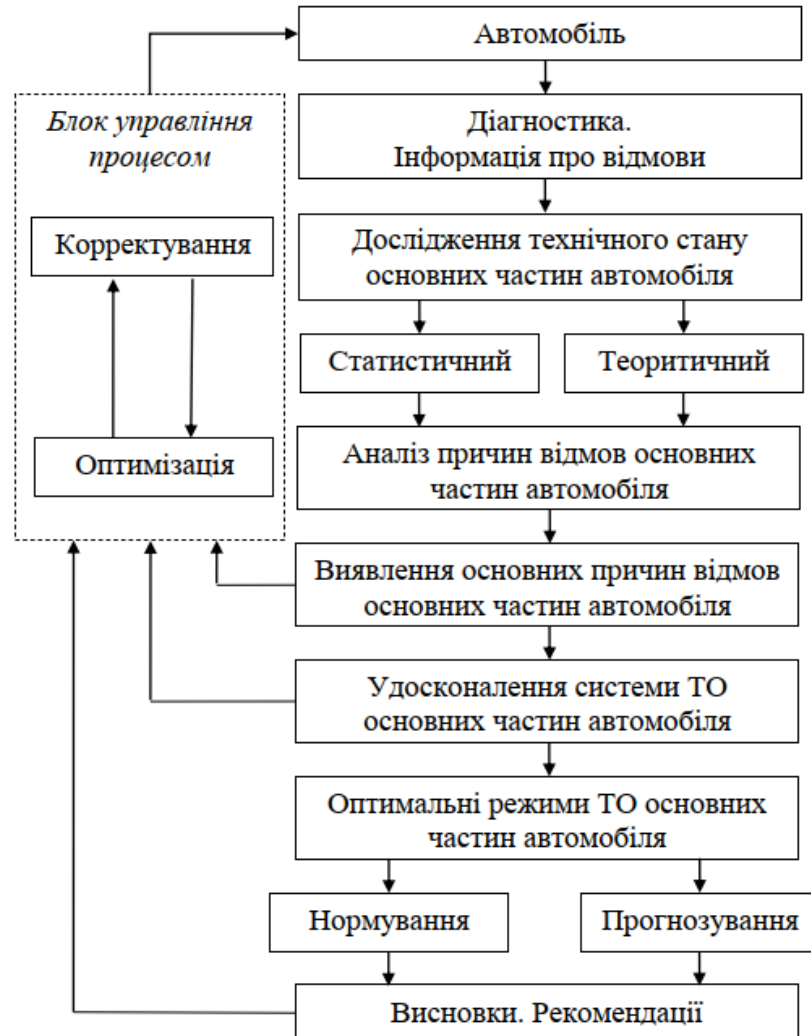 Автомобіль
Блок управління
процесом
Діагностика.
Інформація про відмови
Корректування
Дослідження технічного стану
основних частин автомобіля
Статистичний
Теоритичний
Оптимізація
Аналіз причин відмов основних
частин автомобіля
Виявлення основних причин відмов
основних частин автомобіля
Удосконалення системи ТО
основних частин автомобіля
Оптимальні режими ТО основних
частин автомобіля
Нормування
Прогнозування
Висновки. Рекомендації